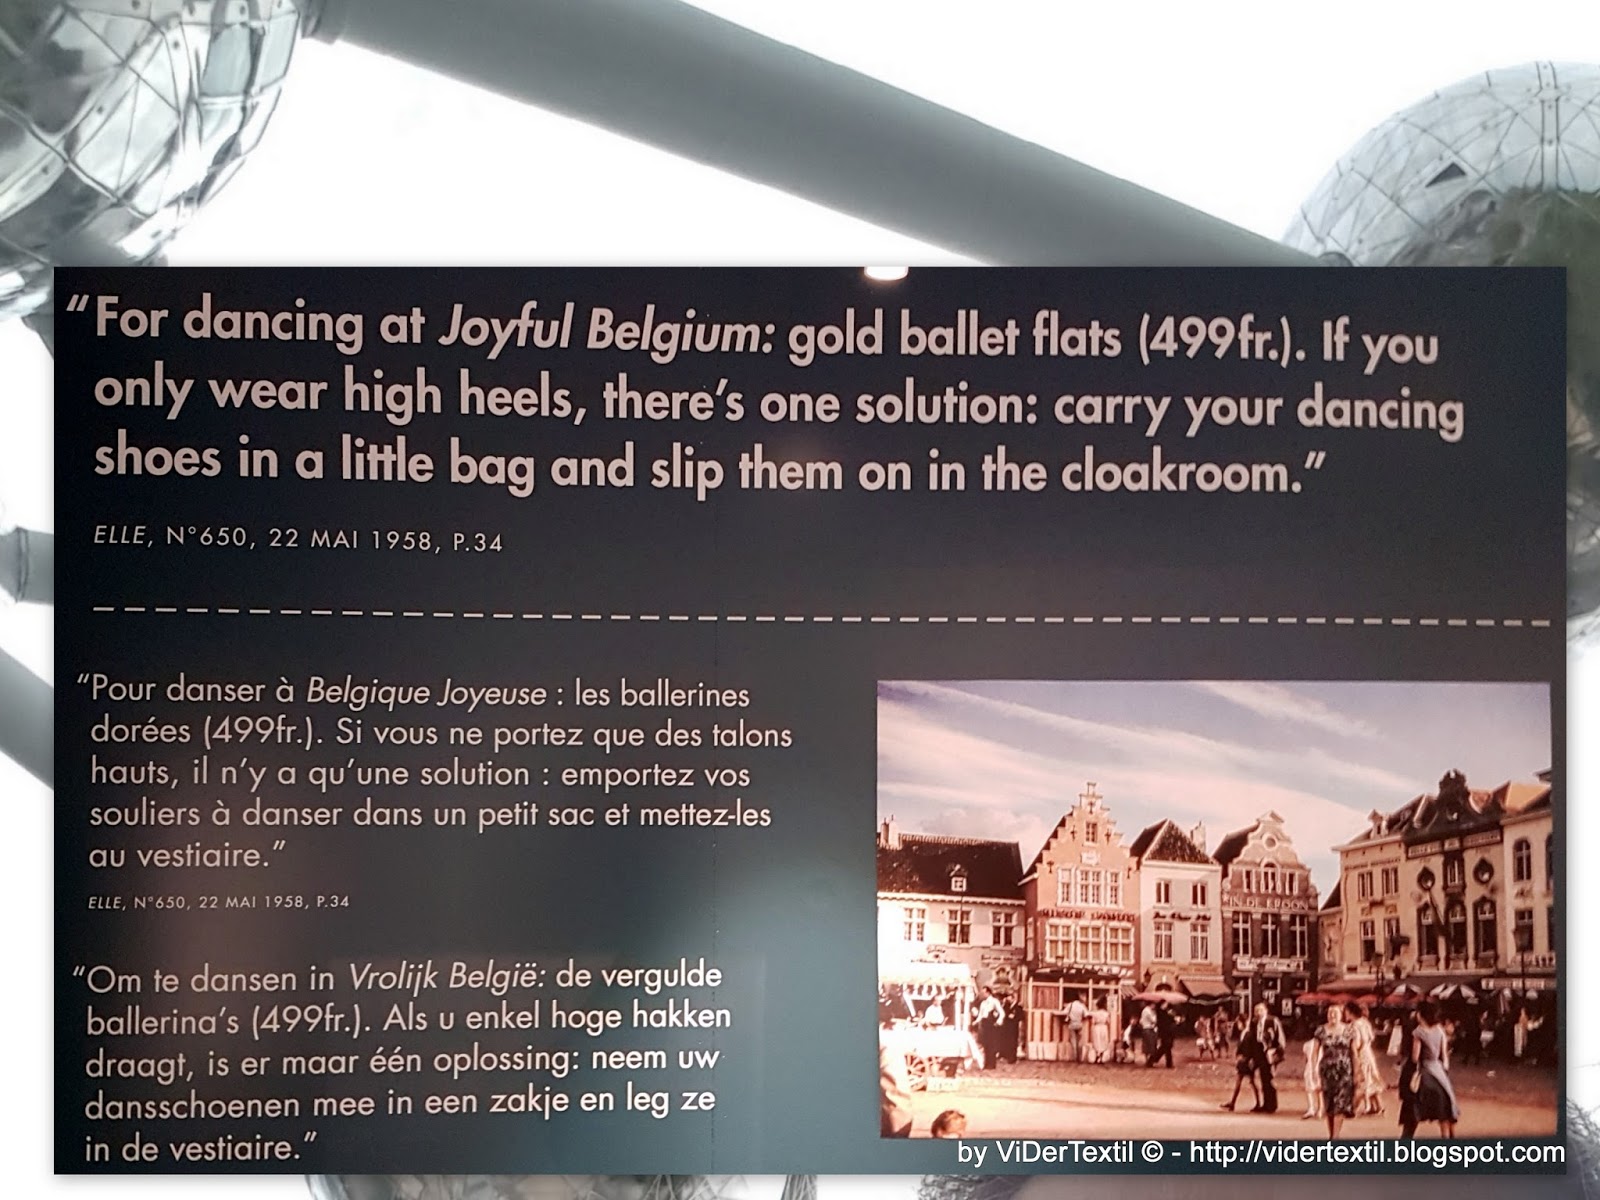 “For dancing at Joyful Belgium: gold ballet flats (499fr.). If you
only wear high heels, there’s one solution: carry your dancing
shoes in a little bag and slip them on in the cloakroom.”
ELLE, N°650, 22 MAI 1958, P.34
“Pour danser à Belgique Joyeuse : les ballerines
dorées (499fr.). Si vous ne portez que des talons
hauts, il n’y a qu’une solution : emportez vos
souliers à danser dans un petit sac et mettez-les
au vestiaire.”
ELLE, N°650, 22 MAI 1958, P.34
“Om te dansen in Vrolijk België: de vergulde
ballerina’s (499fr.). Als u enkel hoge hakken
draagt, is er maar één oplossing: neem uw
dansschoenen mee in een zakje en leg ze
in de vestiaire.”
IN DE KROON
by ViDerTextil © - http://vidertextil.blogspot.com